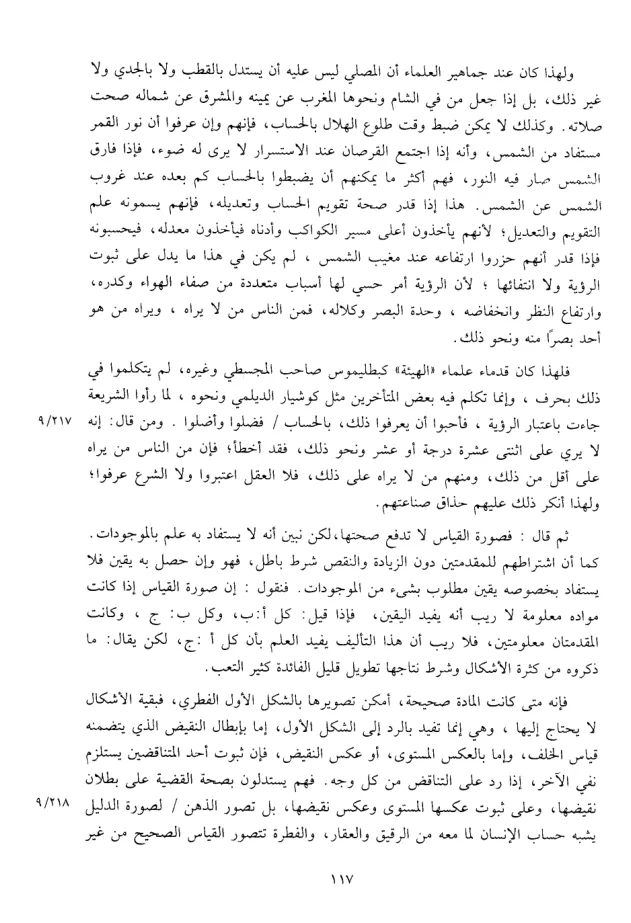 ولهذا كان عند جماهير العلماء أن المصلي ليس عليه أن يستدل بالقطب ولا بالجدي ولا
غير ذلك، بل إذا جعل من في الشام ونحوها المغرب عن يمينه والمشرق عن شماله صحت
صلاته. وكذلك لا يمكن ضبط وقت طلوع الهلال بالحساب، فإنهم وإن عرفوا أن نور القمر
مستفاد من الشمس، وأنه إذا اجتمع القرصان عند الاستسرار لا يرى له ضوء، فإذا فارق
الشمس صار فيه النور، فهم أكثر ما يمكنهم أن يضبطوا بالحساب كم بعده عند غروب
الشمس عن الشمس. هذا إذا قدر صحة تقويم الحساب وتعديله، فإنهم يسمونه علم
التقويم والتعديل؛ لأنهم يأخذون أعلى مسير الكواكب وأدناه فيأخذون معدله، فيحسبونه
فإذا قدر أنهم حزروا ارتفاعه عند مغيب الشمس ، لم يكن في هذا ما يدل على ثبوت
الرؤية ولا انتفائها ؛ لأن الرؤية أمر حسي لها أسباب متعددة من صفاء الهواء وكدره،
وارتفاع النظر وانخفاضه ، وحدة البصر وكلاله، فمن الناس من لا يراه ، ويراه من هو
أحد بصرًا منه ونحو ذلك.
فلهذا كان قدماء علماء «الهيئة» كبطليموس صاحب المجسطي وغيره، لم يتكلموا في
ذلك بحرف ، وإنما تكلم فيه بعض المتأخرين مثل كوشيار الديلمي ونحوه ، لما رأوا الشريعة
جاءت باعتبار الرؤية ، فأحبوا أن يعرفوا ذلك، بالحساب / فضلوا وأضلوا . ومن قال: إنه ٩/٢١٧
لا يري على اثنتى عشرة درجة أو عشر ونحو ذلك، فقد أخطأ؛ فإن من الناس من يراه
على أقل من ذلك، ومنهم من لا يراه على ذلك، فلا العقل اعتبروا ولا الشرع عرفوا؛
ولهذا أنكر ذلك عليهم حذاق صناعتهم.
ثم قال : فصورة القياس لا تدفع صحتها،لكن نبين أنه لا يستفاد به علم بالموجودات.
كما أن اشتراطهم للمقدمتين دون الزيادة والنقص شرط باطل، فهو وإن حصل به يقين فلا
يستفاد بخصوصه يقين مطلوب بشىء من الموجودات. فنقول : إن صورة القياس إذا كانت
مواده معلومة لا ريب أنه يفيد اليقين، فإذا قيل: كل أ:ب، وكل ب: ج ، وكانت
المقدمتان معلومتين، فلا ريب أن هذا التأليف يفيد العلم بأن كل أ :ج، لكن يقال: ما
ذكروه من كثرة الأشكال وشرط نتاجها تطويل قليل الفائدة كثير التعب.
فإنه متى كانت المادة صحيحة، أمكن تصويرها بالشكل الأول الفطري، فبقية الأشكال
لا يحتاج إليها ، وهي إنما تفيد بالرد إلى الشكل الأول، إما بإبطال النقيض الذي يتضمنه
قياس الخلف، وإما بالعكس المستوى، أو عكس النقيض، فإن ثبوت أحد المتناقضين يستلزم
نفي الآخر، إذا رد على التناقض من كل وجه. فهم يستدلون بصحة القضية على بطلان
نقيضها، وعلى ثبوت عكسها المستوى وعكس نقيضها، بل تصور الذهن / لصورة الدليل ٩/٢١٨
يشبه حساب الإنسان لما معه من الرقيق والعقار، والفطرة تتصور القياس الصحيح من غير
١١٧